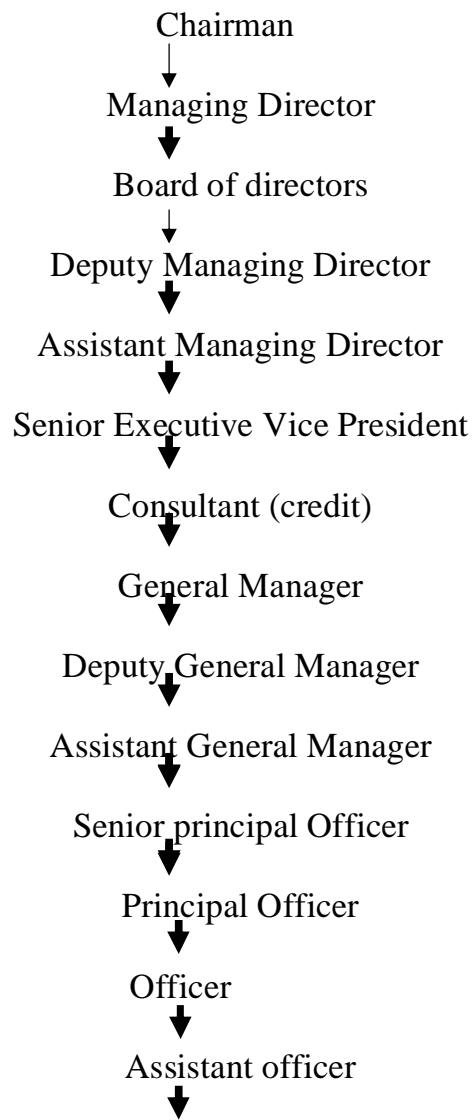 Chairman
Managing Director
Board of directors
Deputy Managing Director
Assistant Managing Director
Senior Executive Vice President
Consultant (credit)
General Manager
Deputy General Manager
Assistant General Manager
Senior principal Officer
Principal Officer
Officer
Assistant officer